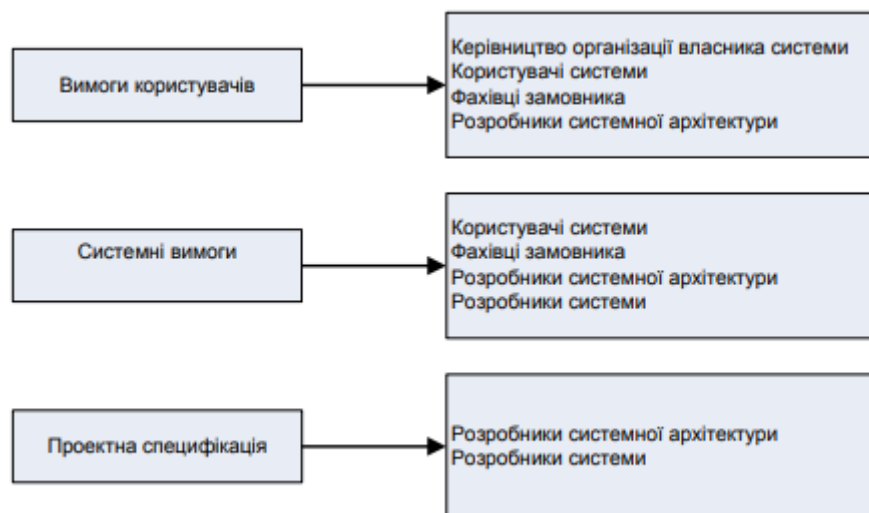 Вимоги користувачів
Керівництво організації власника системи
Користувачі системи
Фахівці замовника
Розробники системної архітектури
Системні вимоги
Користувачі системи
Фахівці замовника
Розробники системної архітектури
Розробники системи
Проектна специфікація
Розробники системної архітектури
Розробники системи